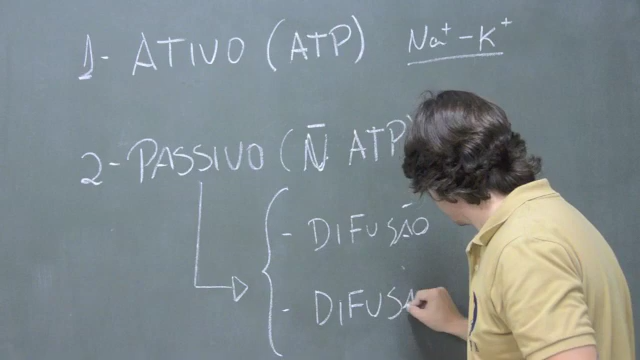 1- ATIVO (ATP) Na⁺-K⁺
2- PASSIVO (N̄ ATP)
- DIFUSÃO
- DIFUSÃ